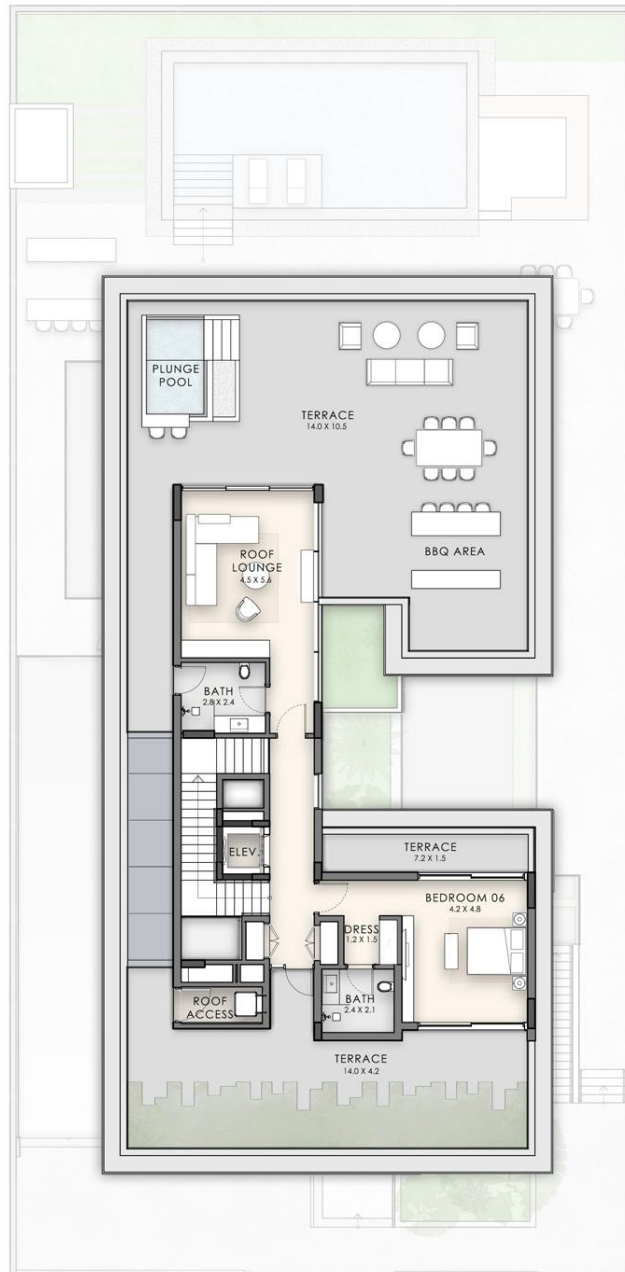 PLUNGE
POOL
TERRACE
14.0 X 10.5
BBQ AREA
ROOF
LOUNGE
4.5 X 5.6
BATH
2.8 X 2.4
ELEV.
TERRACE
7.2 X 1.5
BEDROOM 06
4.2 X 4.8
DRESS
1.2 X 1.5
BATH
2.4 X 2.1
ROOF
ACCESS
TERRACE
14.0 X 4.2